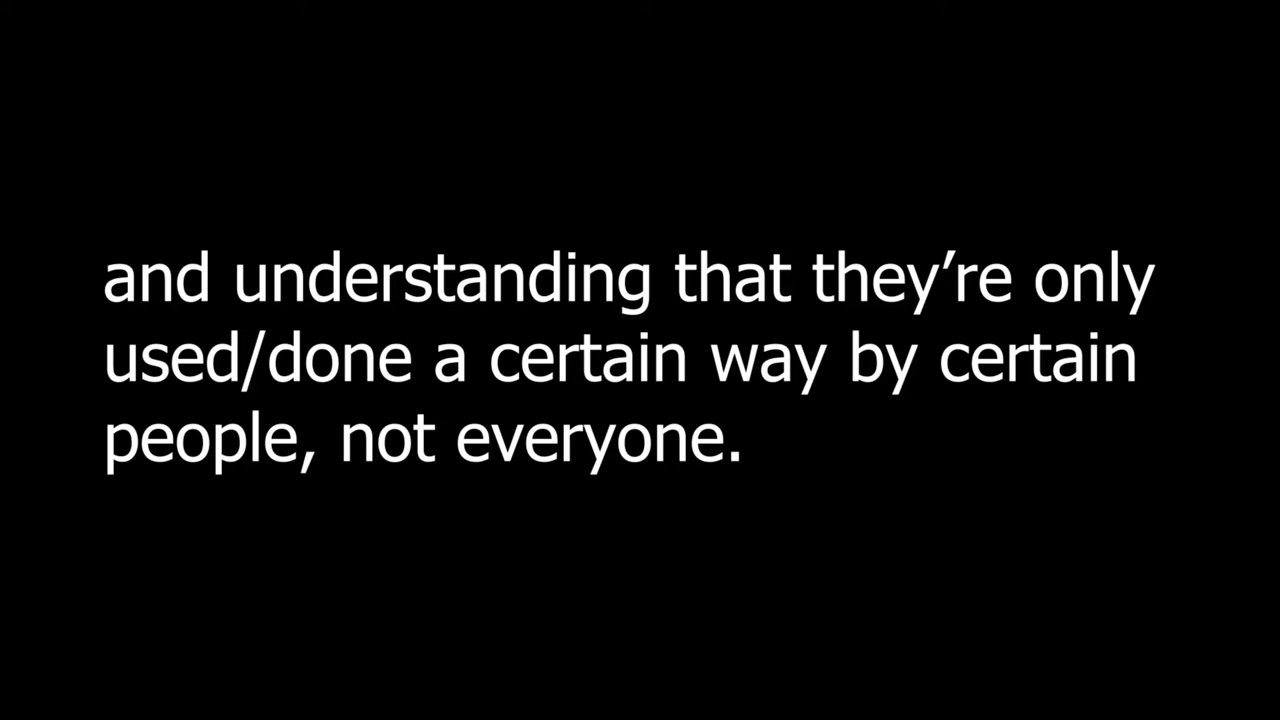 and understanding that they’re only
used/done a certain way by certain
people, not everyone.